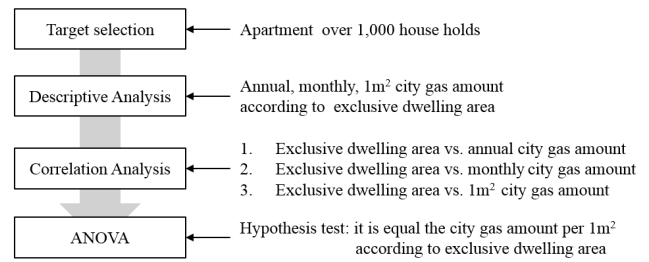 Target selection
Apartment over 1,000 house holds
Descriptive Analysis
Annual, monthly, 1m² city gas amount
according to exclusive dwelling area
Correlation Analysis
1. Exclusive dwelling area vs. annual city gas amount
2. Exclusive dwelling area vs. monthly city gas amount
3. Exclusive dwelling area vs. 1m² city gas amount
ANOVA
Hypothesis test: it is equal the city gas amount per 1m²
according to exclusive dwelling area